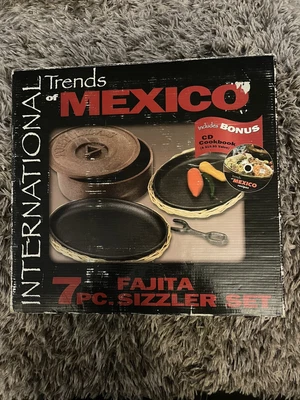 INTERNATIONAL
Trends
of MEXICO
includes BONUS
CD
Cookbook
MEXICO
7 FAJITA
PC. SIZZLER SET